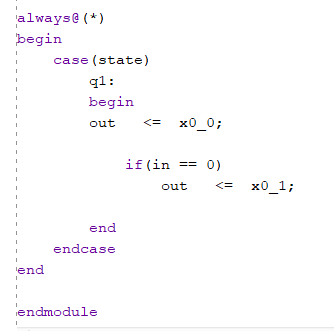 always@(*)
begin
case(state)
q1:
begin
out <= x0_0;
if(in == 0)
out <= x0_1;
end
endcase
end
endmodule